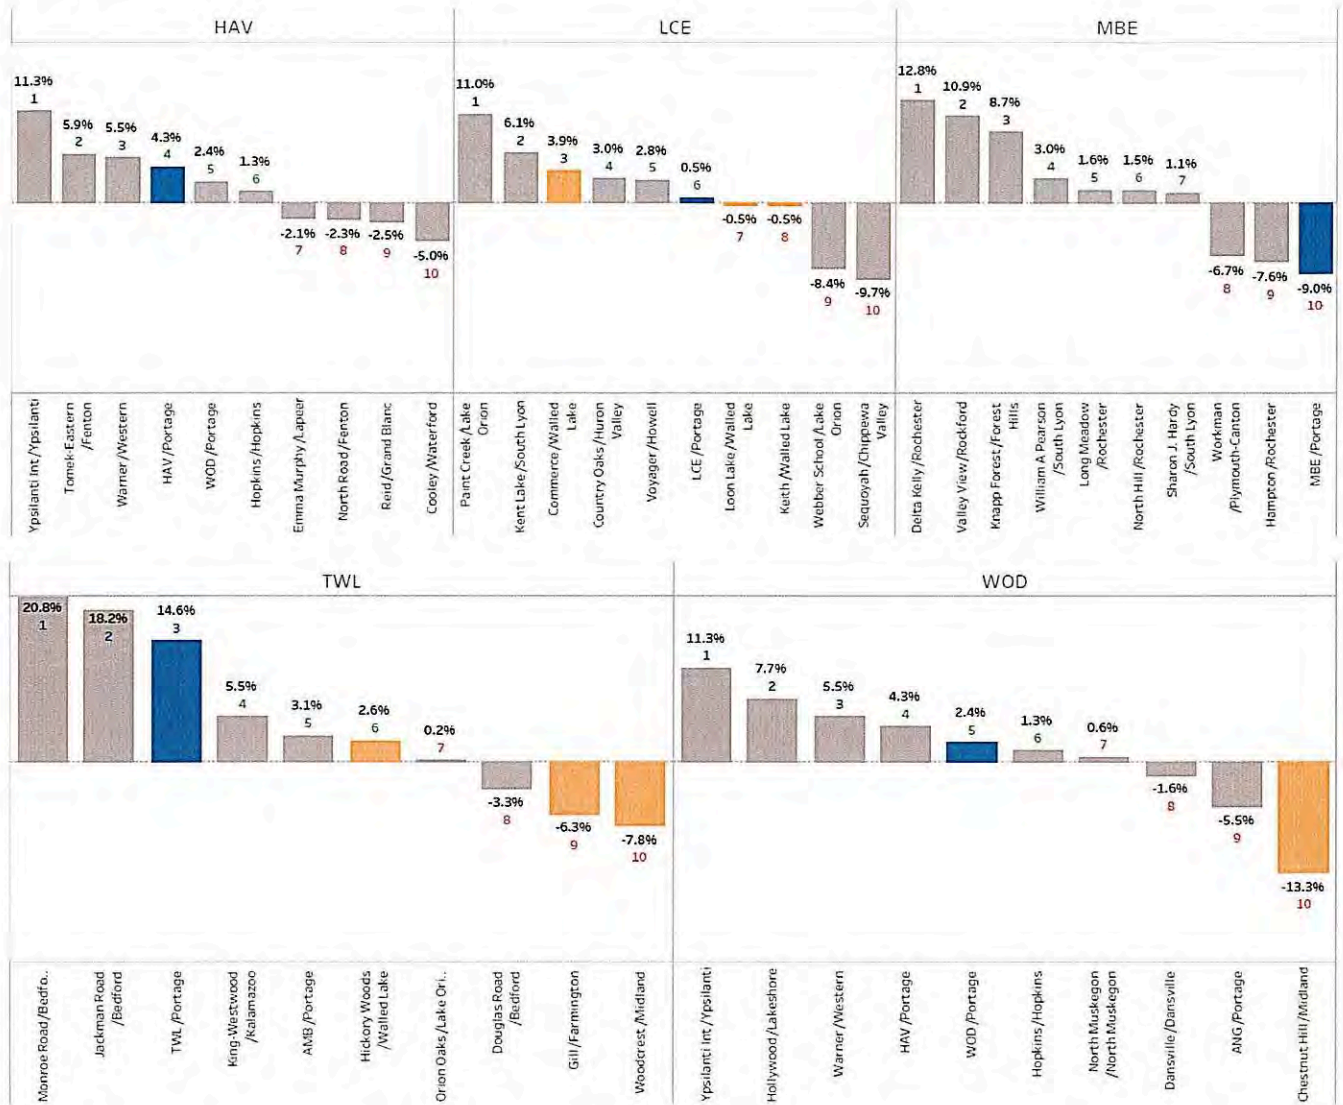 HAV
LCE
MBE
11.3%
1
5.9%
2
5.5%
3
4.3%
4
2.4%
5
1.3%
6
-2.1%
7
-2.3%
8
-2.5%
9
-5.0%
10
11.0%
1
6.1%
2
3.9%
3
3.0%
4
2.8%
5
0.5%
6
-0.5%
7
-0.5%
8
-8.4%
9
-9.7%
10
12.8%
1
10.9%
2
8.7%
3
3.0%
4
1.6%
5
1.5%
6
1.1%
7
-6.7%
8
-7.6%
9
-9.0%
10
Ypsilanti Int /Ypsilanti
Tomek-Eastern
/Fenton
Warner /Western
HAV /Portage
WOD /Portage
Hopkins /Hopkins
Emma Murphy /Lapeer
North Road /Fenton
Reid /Grand Blanc
Cooley /Waterford
Paint Creek /Lake
Orion
Kent Lake /South Lyon
Commerce /Walled
Lake
Country Oaks /Huron
Valley
Voyager /Howell
LCE /Portage
Loon Lake /Walled
Lake
Keith /Walled Lake
Webber School /Lake
Orion
Sequoyah /Chippewa
Valley
Delta Kelly /Rochester
Valley View /Rockford
Knapp Forest /Forest
Hills
William A Pearson
/South Lyon
Long Meadow
/Rochester
North Hill /Rochester
Sharon J. Hardy
/South Lyon
Workman
/Plymouth-Canton
Hampton /Rochester
MBE /Portage
TWL
WOD
20.8%
1
18.2%
2
14.6%
3
5.5%
4
3.1%
5
2.6%
6
0.2%
7
-3.3%
8
-6.3%
9
-7.8%
10
11.3%
1
7.7%
2
5.5%
3
4.3%
4
2.4%
5
1.3%
6
0.6%
7
-1.6%
8
-5.5%
9
-13.3%
10
Monroe Road /Bedfo..
Jackman Road
/Bedford
TWL /Portage
King-Westwood
/Kalamazoo
AMB /Portage
Hickory Woods
/Walled Lake
Orion Oaks /Lake Ori..
Douglas Road
/Bedford
Gill /Farmington
Woodcrest /Midland
Ypsilanti Int /Ypsilanti
Hollywood /Lakeshore
Warner /Western
HAV /Portage
WOD /Portage
Hopkins /Hopkins
North Muskegon
/North Muskegon
Dansville /Dansville
ANG /Portage
Chestnut Hill /Midland